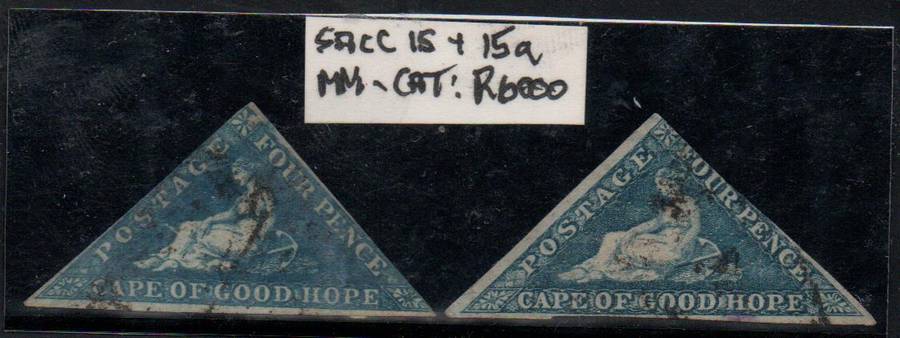 SACC 15 + 15a
MM - CAT: R6000
POSTAGE
FOUR PENCE
CAPE OF GOOD HOPE
POSTAGE
FOUR PENCE
CAPE OF GOOD HOPE